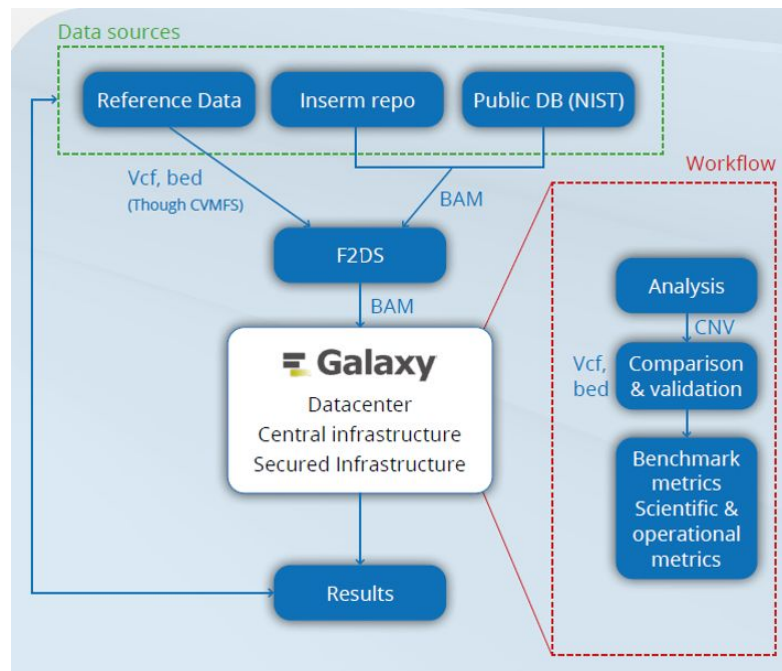 Data sources
Reference Data
Inserm repo
Public DB (NIST)
Workflow
Vcf, bed
(Though CVMFS)
BAM
F2DS
BAM
Galaxy
Datacenter
Central infrastructure
Secured Infrastructure
Results
Analysis
CNV
Vcf,
bed
Comparison
& validation
Benchmark
metrics
Scientific &
operational
metrics